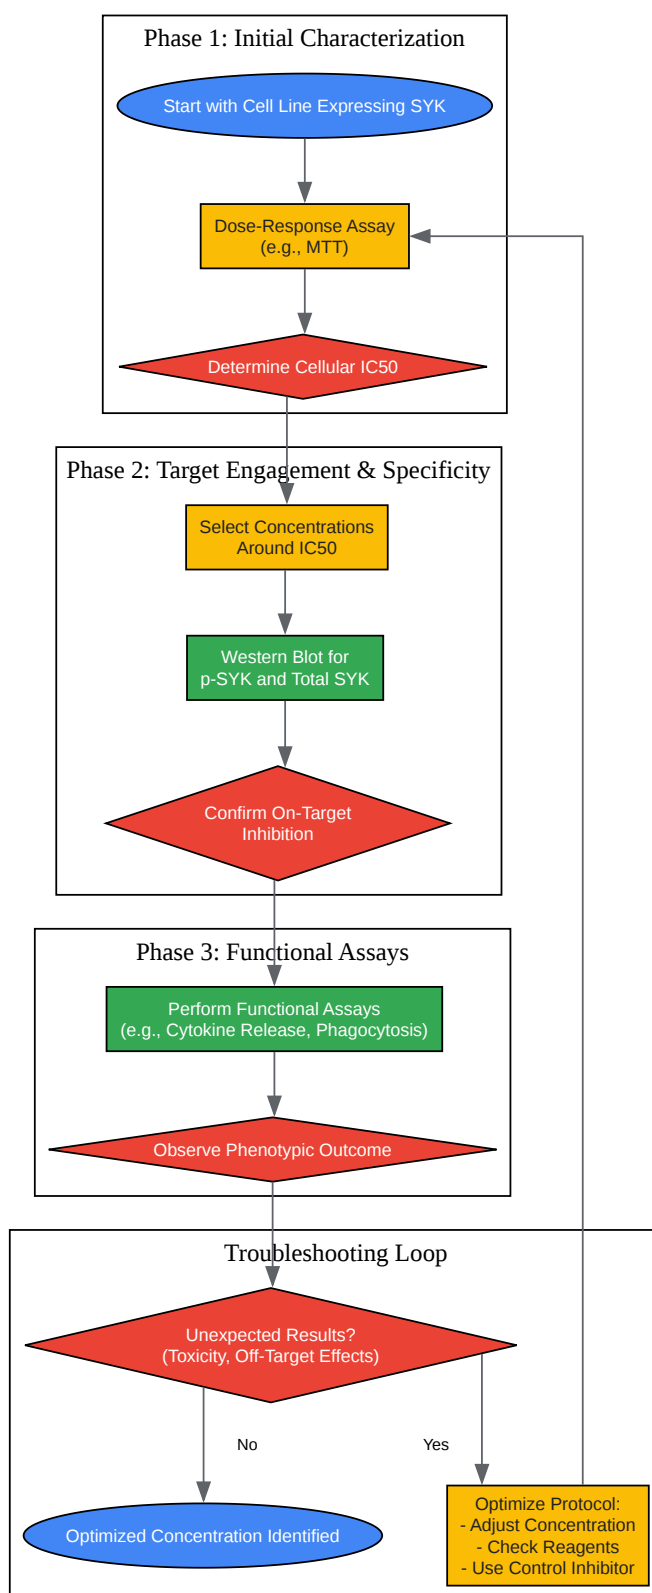 Phase 1: Initial Characterization
Start with Cell Line Expressing SYK
Dose-Response Assay
(e.g., MTT)
Determine Cellular IC50
Phase 2: Target Engagement & Specificity
Select Concentrations
Around IC50
Western Blot for
p-SYK and Total SYK
Confirm On-Target
Inhibition
Phase 3: Functional Assays
Perform Functional Assays
(e.g., Cytokine Release, Phagocytosis)
Observe Phenotypic Outcome
Troubleshooting Loop
Unexpected Results?
(Toxicity, Off-Target Effects)
No
Yes
Optimized Concentration Identified
Optimize Protocol:
- Adjust Concentration
- Check Reagents
- Use Control Inhibitor